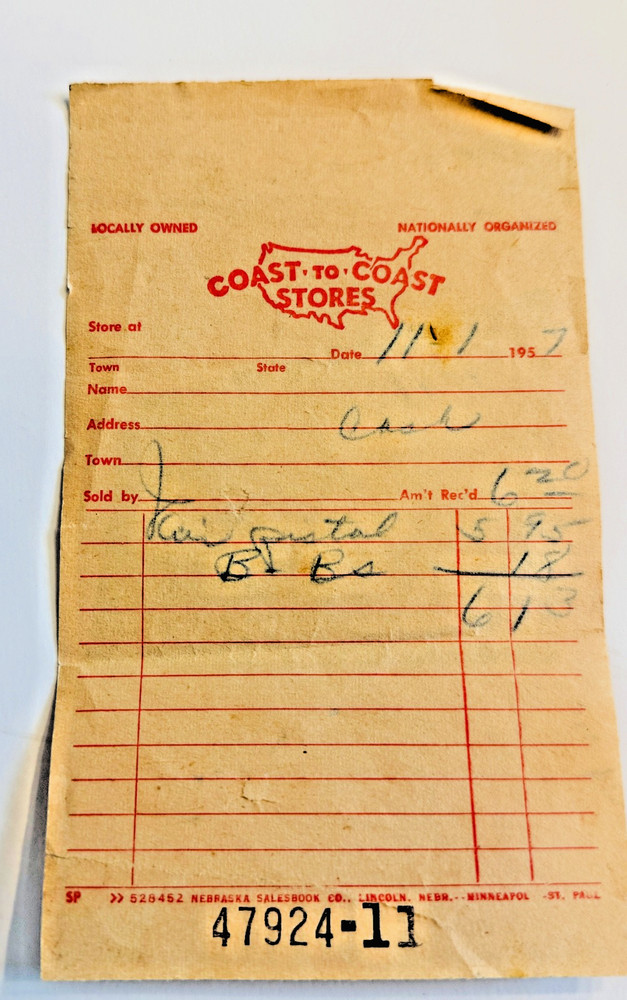 LOCALLY OWNED NATIONALLY ORGANIZED
COAST·TO·COAST
STORES
Store at
Date 11-1 1957
Town State
Name
Address Cash
Town
Sold by J Am't Rec'd 6 20
pistol 5 95
B Bs 18
6 13
SP >> 528452 NEBRASKA SALESBOOK CO., LINCOLN, NEBR.--MINNEAPOL -ST. PAUL
47924-11